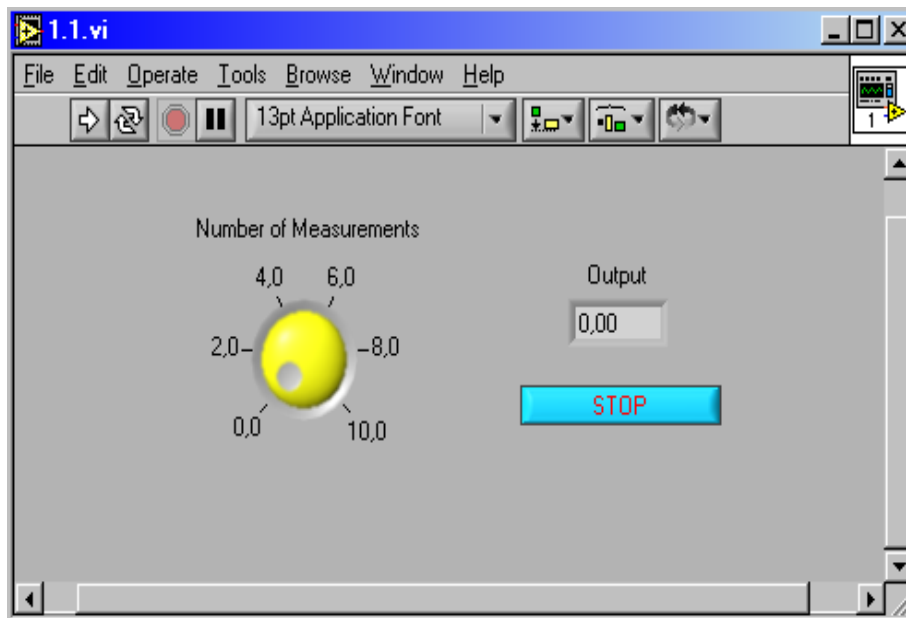 1.1.vi
File Edit Operate Tools Browse Window Help
13pt Application Font
1
Number of Measurements
4,0 6,0
Output
0,00
2,0 8,0
STOP
0,0 10,0